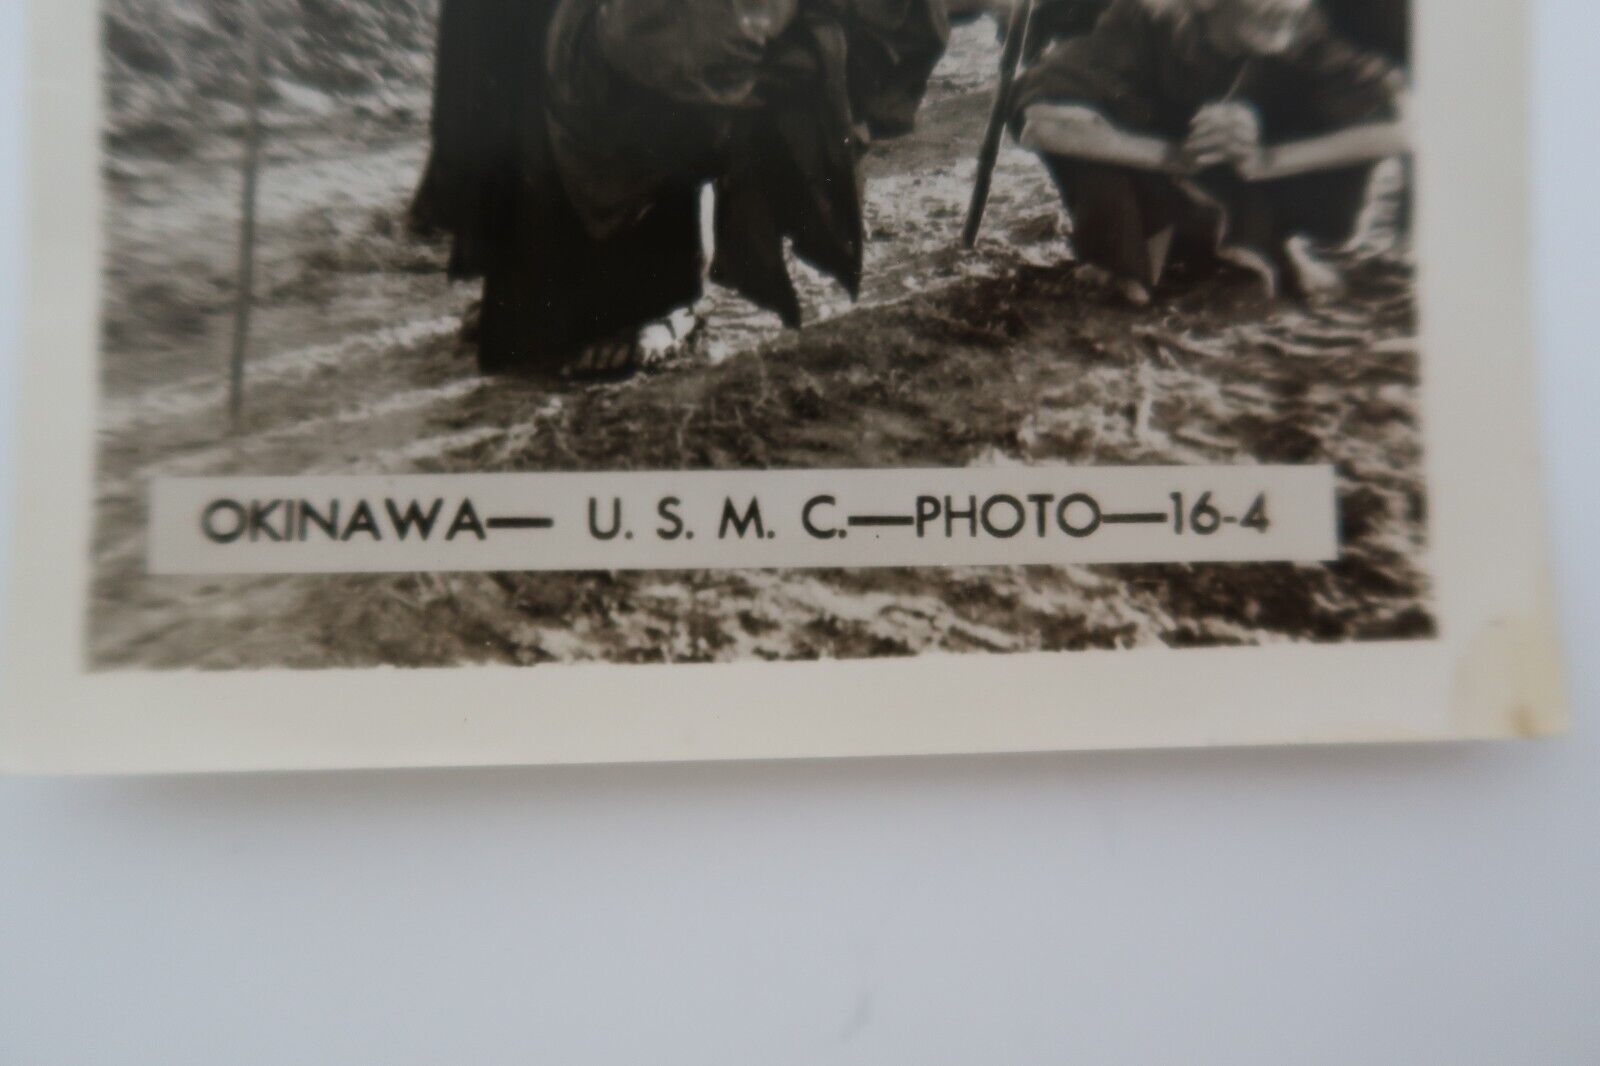 OKINAWA— U. S. M. C.—PHOTO—16-4